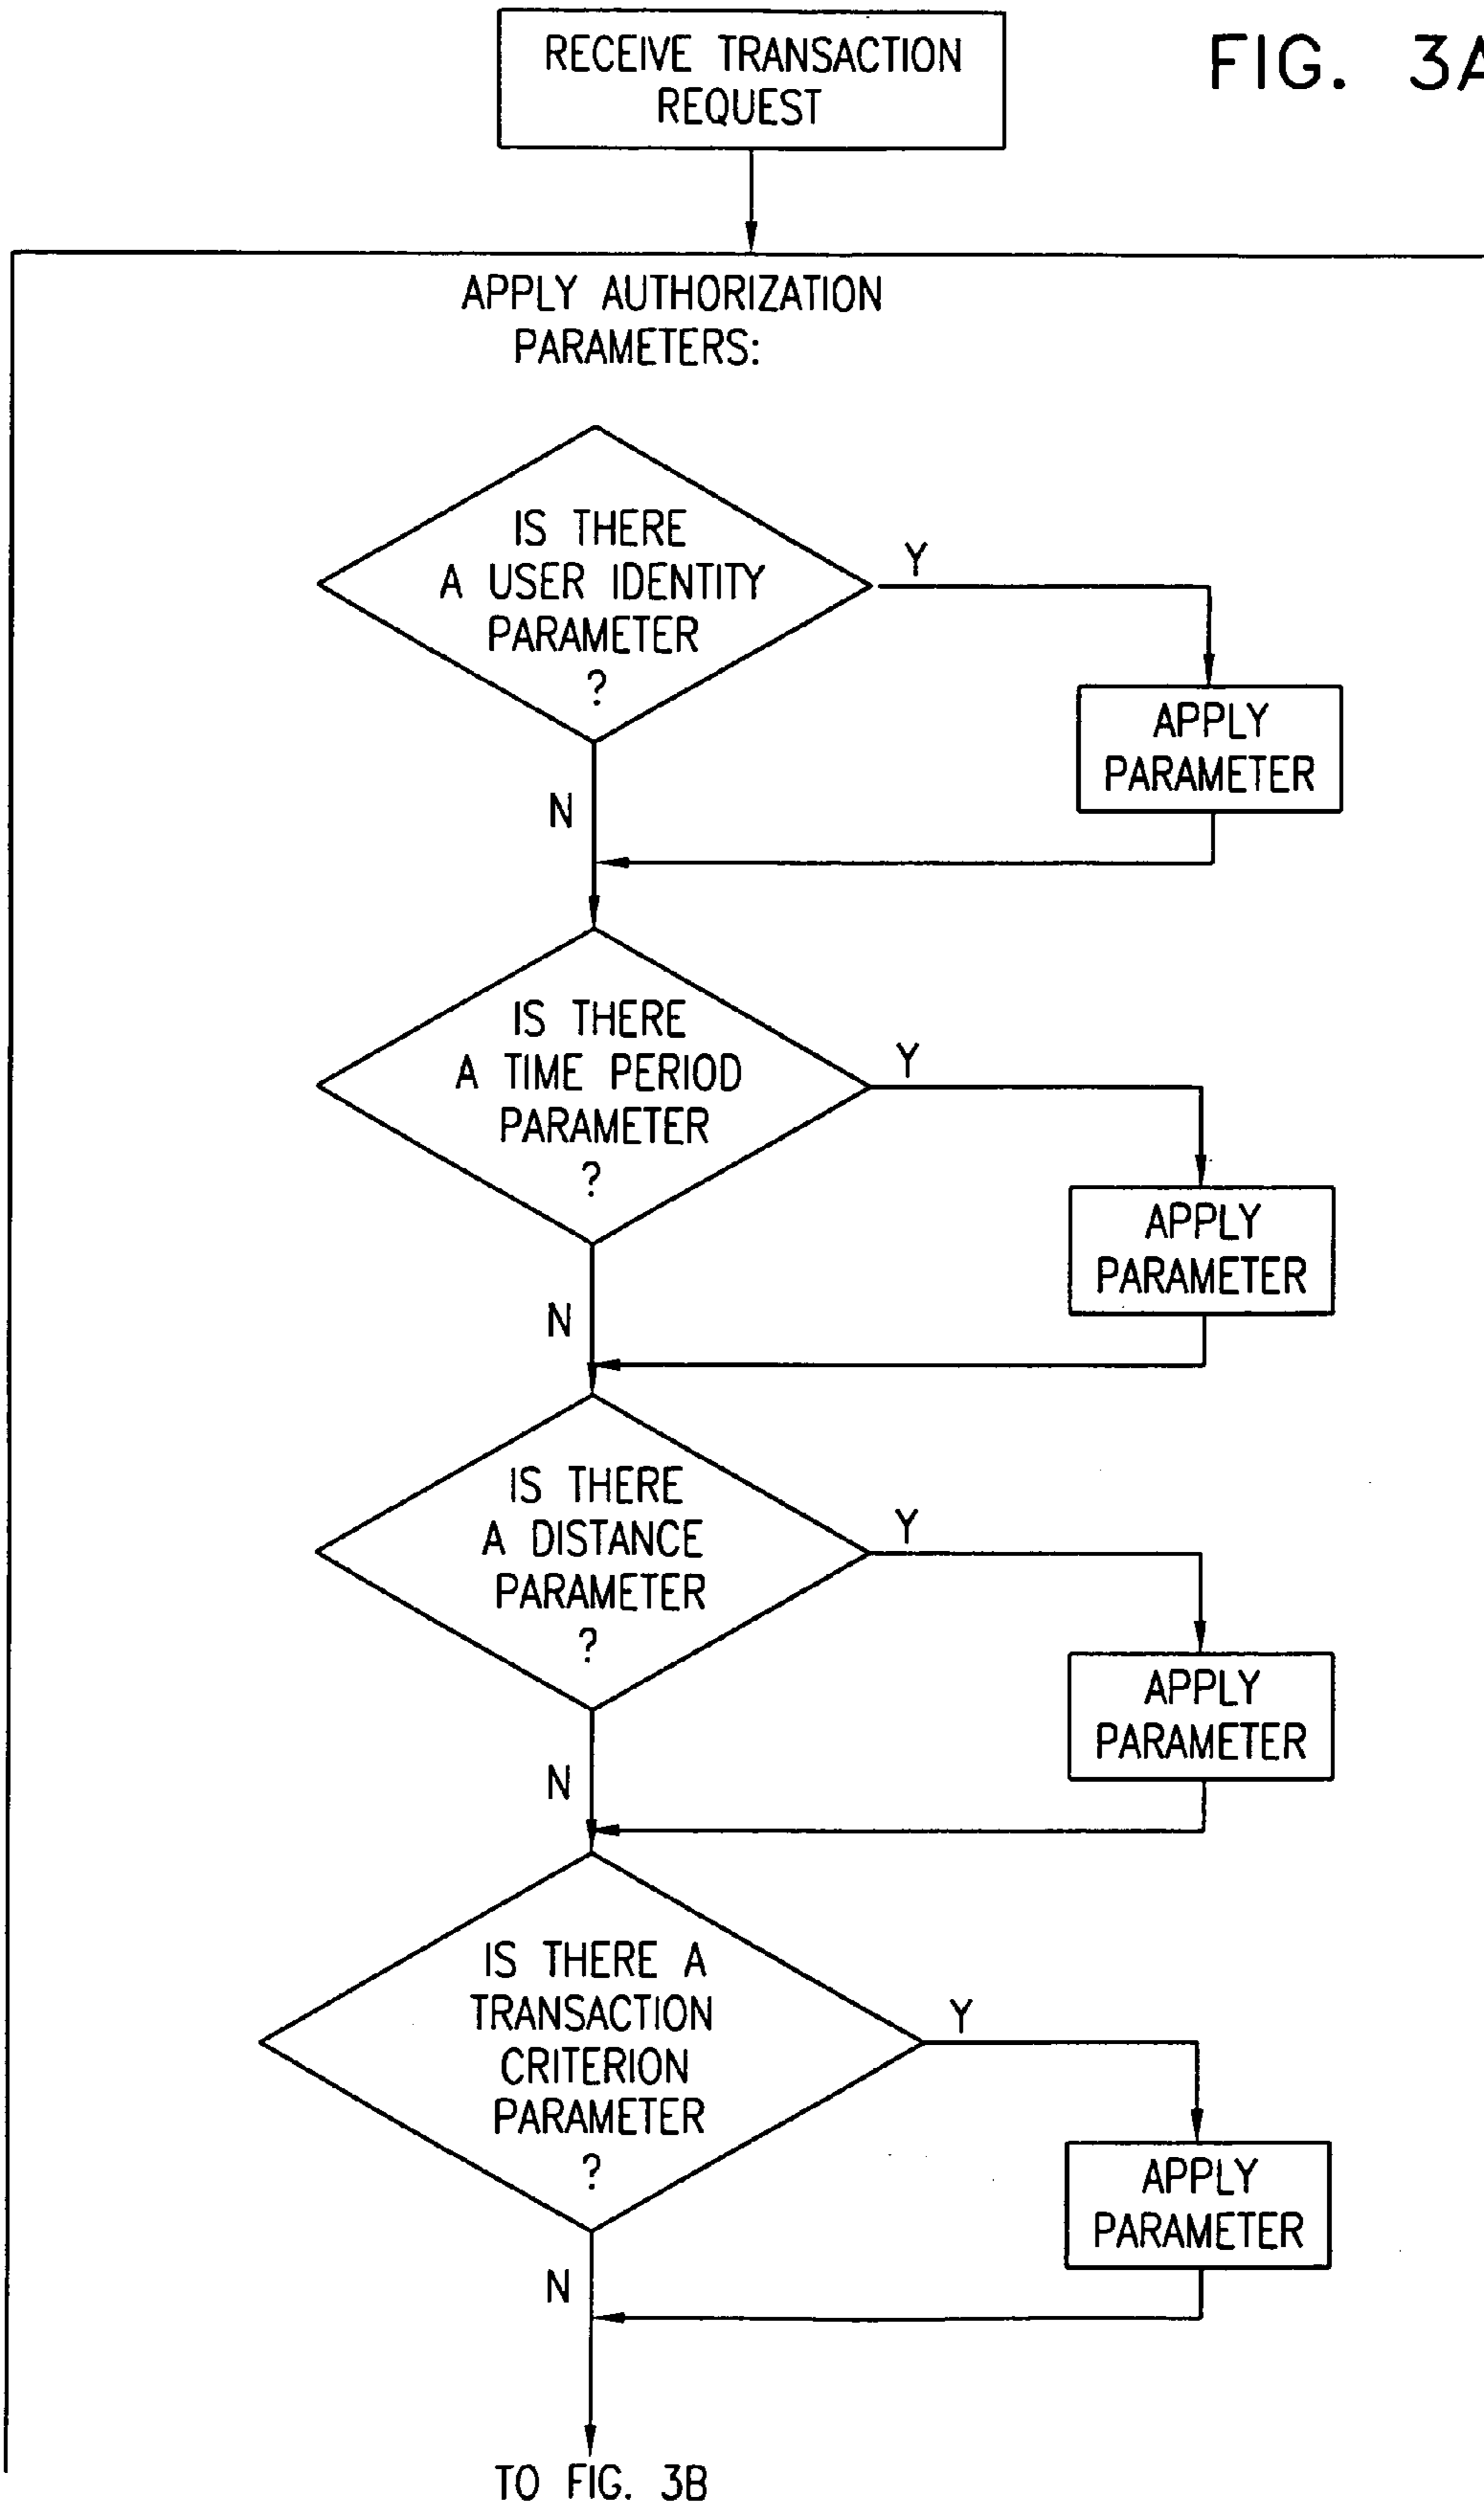 RECEIVE TRANSACTION
REQUEST
FIG. 3A
APPLY AUTHORIZATION
PARAMETERS:
IS THERE
A USER IDENTITY
PARAMETER
?
Y
APPLY
PARAMETER
N
IS THERE
A TIME PERIOD
PARAMETER
?
Y
APPLY
PARAMETER
N
IS THERE
A DISTANCE
PARAMETER
?
Y
APPLY
PARAMETER
N
IS THERE A
TRANSACTION
CRITERION
PARAMETER
?
Y
APPLY
PARAMETER
N
TO FIG. 3B